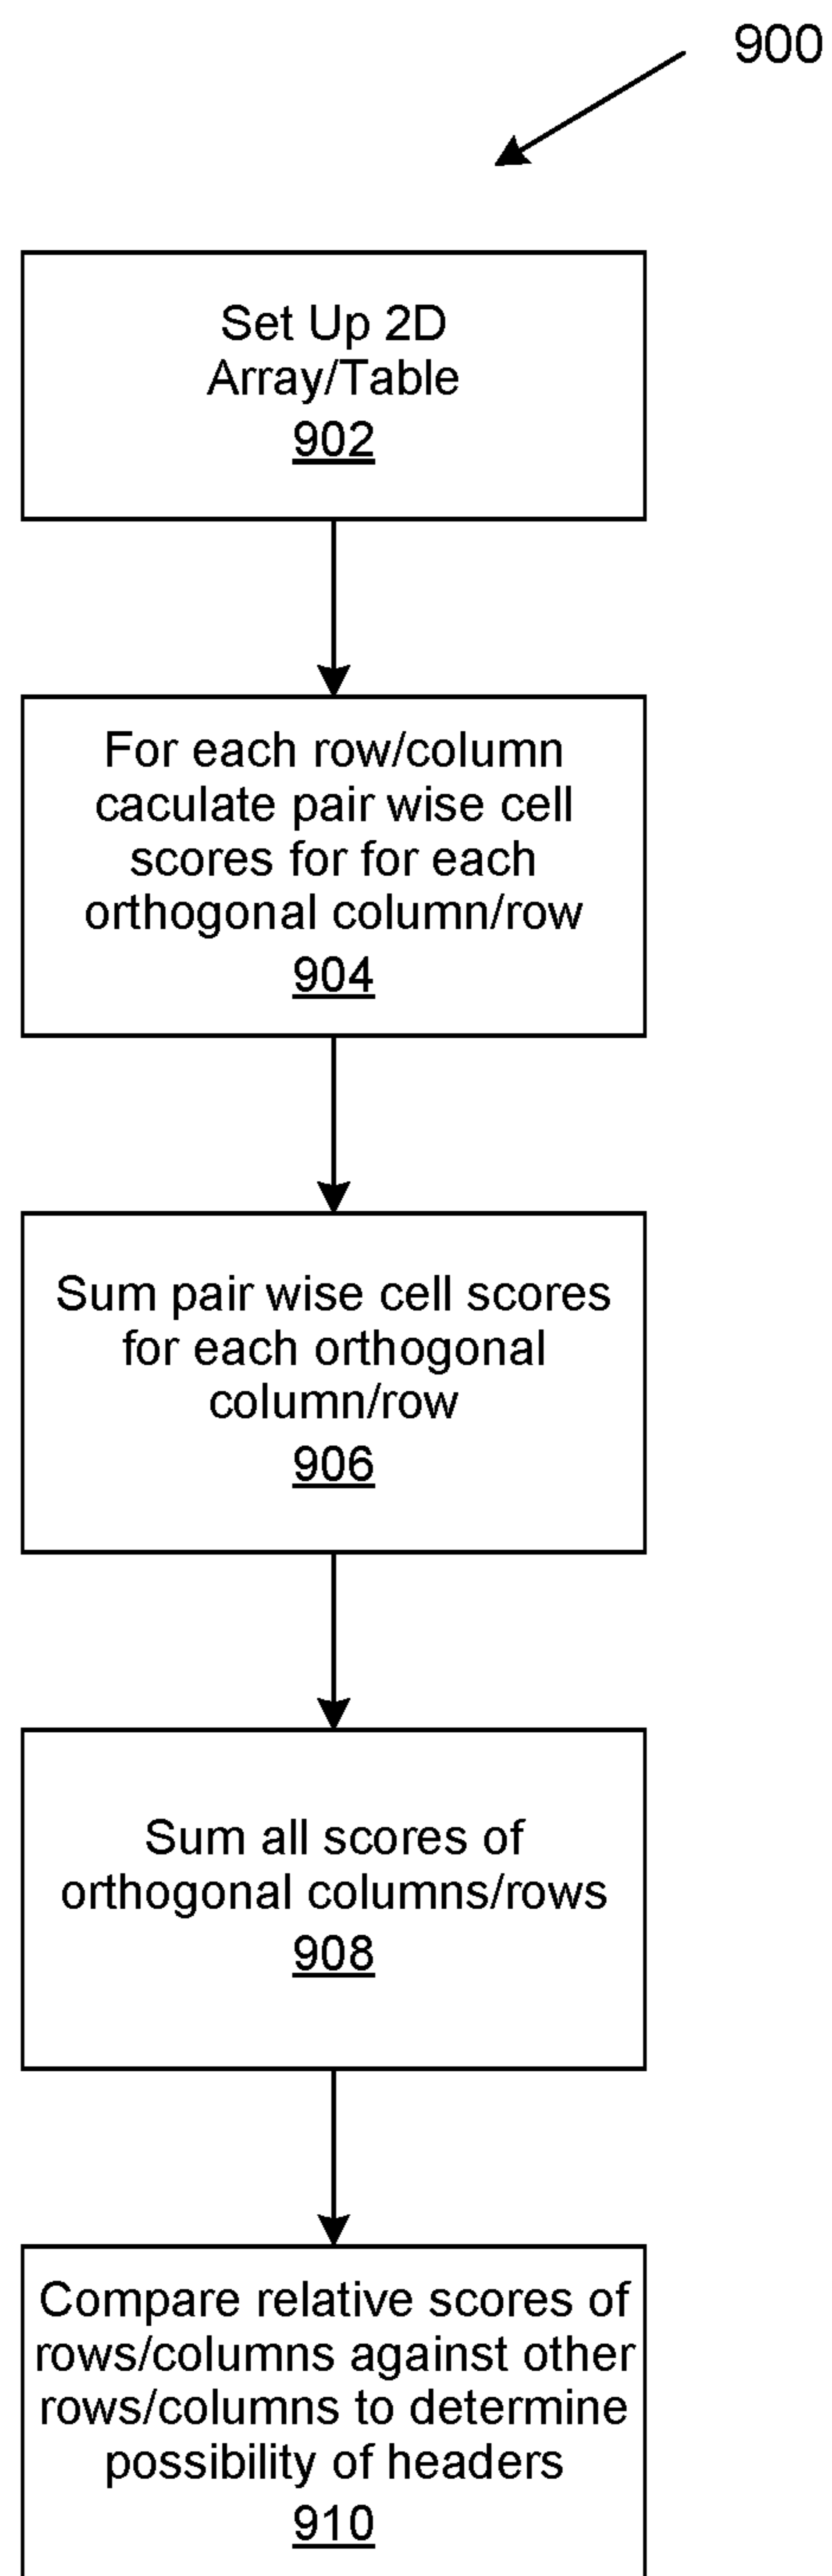 900
Set Up 2D
Array/Table
902
For each row/column
caculate pair wise cell
scores for for each
orthogonal column/row
904
Sum pair wise cell scores
for each orthogonal
column/row
906
Sum all scores of
orthogonal columns/rows
908
Compare relative scores of
rows/columns against other
rows/columns to determine
possibility of headers
910